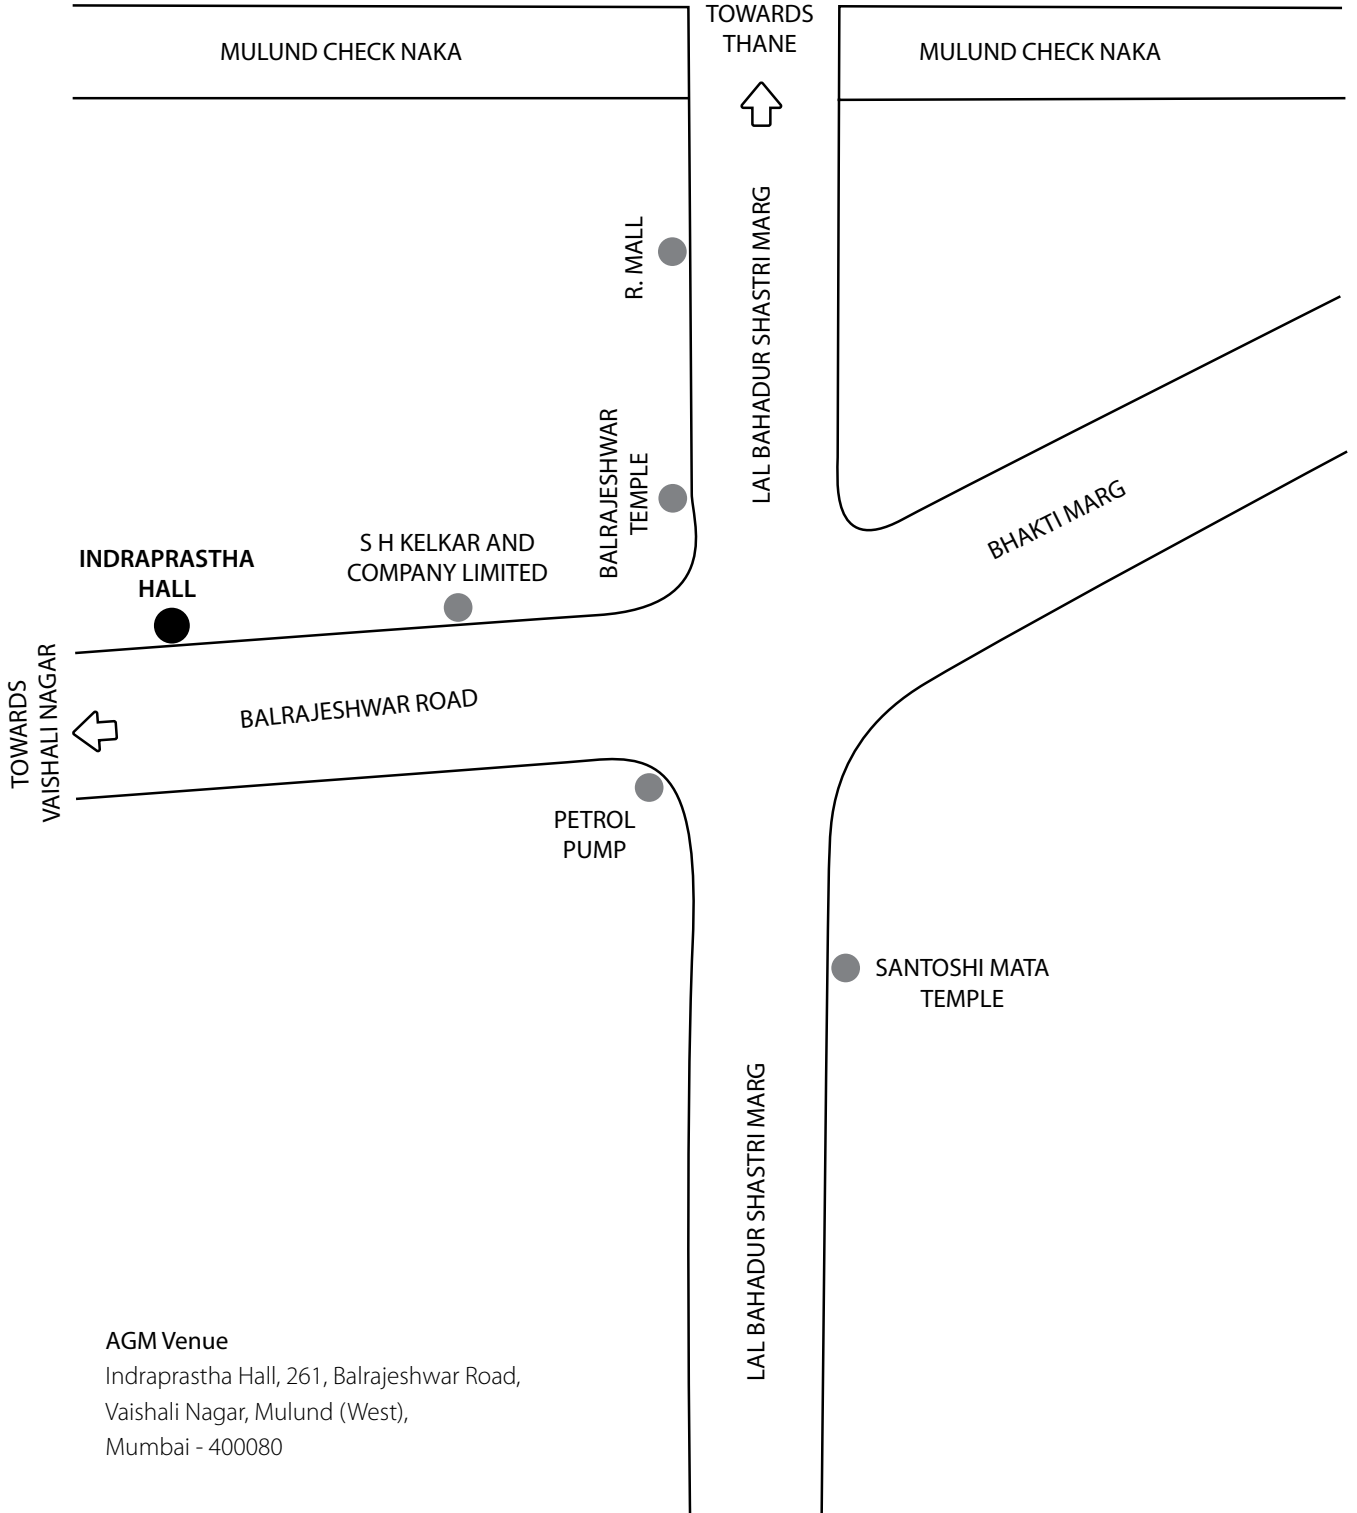 TOWARDS
THANE
MULUND CHECK NAKA
MULUND CHECK NAKA
LAL BAHADUR SHASTRI MARG
R. MALL
BALRAJESHWAR
TEMPLE
BHAKTI MARG
S H KELKAR AND
COMPANY LIMITED
INDRAPRASTHA
HALL
TOWARDS
VAISHALI NAGAR
BALRAJESHWAR ROAD
PETROL
PUMP
SANTOSHI MATA
TEMPLE
LAL BAHADUR SHASTRI MARG
AGM Venue
Indraprastha Hall, 261, Balrajeshwar Road,
Vaishali Nagar, Mulund (West),
Mumbai - 400080